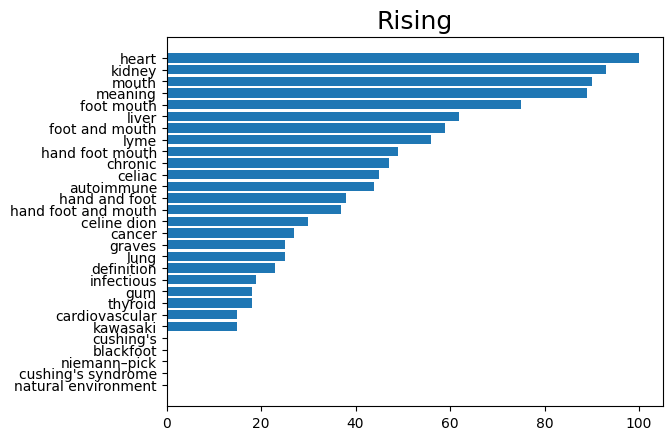 Rising
heart
kidney
mouth
meaning
foot mouth
liver
foot and mouth
lyme
hand foot mouth
chronic
celiac
autoimmune
hand and foot
hand foot and mouth
celine dion
cancer
graves
lung
definition
infectious
gum
thyroid
cardiovascular
kawasaki
cushing's
blackfoot
niemann–pick
cushing's syndrome
natural environment
0 20 40 60 80 100